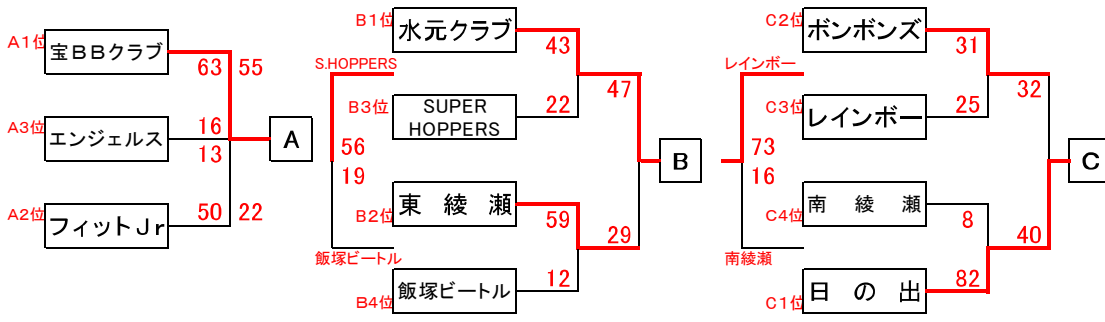 A1位
宝BBクラブ
63 55
A3位
エンジェルス
16
13
A
A2位
フィットJr
50 22
B1位
水元クラブ
43
S.HOPPERS
47
B3位
SUPER
HOPPERS
22
56
19
B
B2位
東 綾 瀬
59
29
飯塚ビートル
B4位
飯塚ビートル
12
C2位
ボンボンズ
31
レインボー
32
C3位
レインボー
25
73
16
C
C4位
南 綾 瀬
8
40
南綾瀬
C1位
日 の 出
82